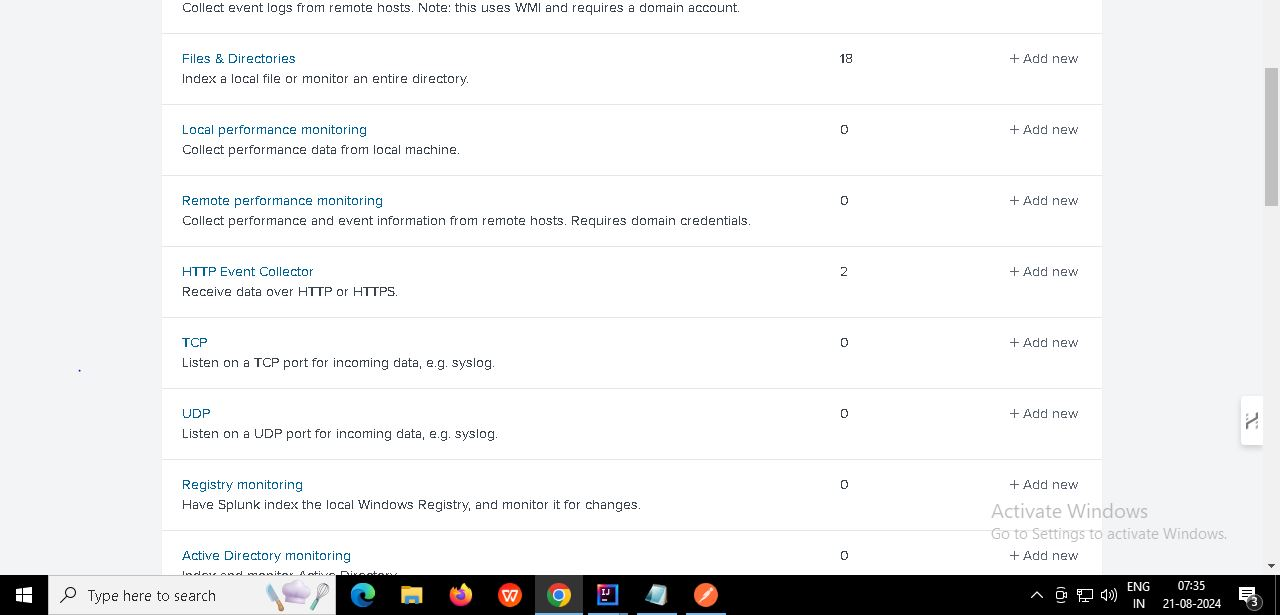 Collect event logs from remote hosts. Note: this uses WMI and requires a domain account.
Files & Directories 18 + Add new
Index a local file or monitor an entire directory.
Local performance monitoring 0 + Add new
Collect performance data from local machine.
Remote performance monitoring 0 + Add new
Collect performance and event information from remote hosts. Requires domain credentials.
HTTP Event Collector 2 + Add new
Receive data over HTTP or HTTPS.
TCP 0 + Add new
Listen on a TCP port for incoming data, e.g. syslog.
UDP 0 + Add new
Listen on a UDP port for incoming data, e.g. syslog.
Registry monitoring 0 + Add new
Have Splunk index the local Windows Registry, and monitor it for changes.
Activate Windows
Go to Settings to activate Windows.
Active Directory monitoring 0 + Add new
Index and monitor Active Directory.
Type here to search
ENG 07:35
IN 21-08-2024 3